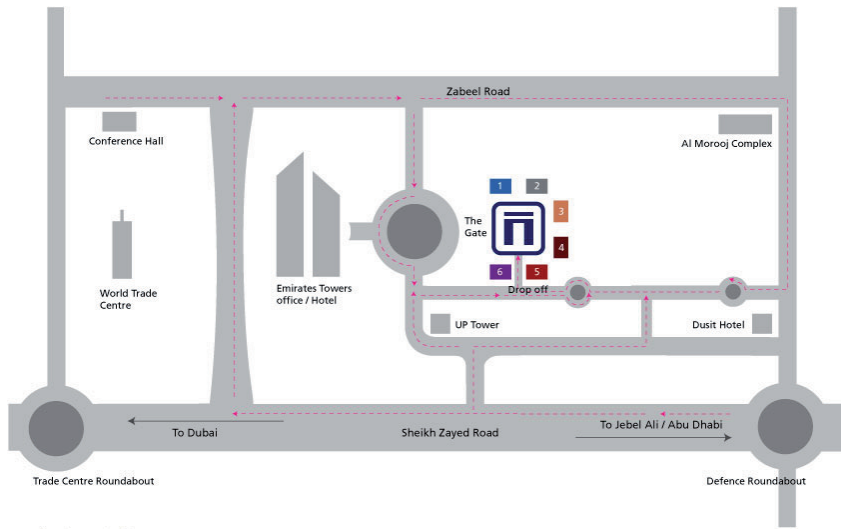 Zabeel Road
Conference Hall
Al Morooj Complex
1
2
3
The
Gate
4
6
5
World Trade
Centre
Emirates Towers
office / Hotel
Drop off
UP Tower
Dusit Hotel
To Dubai
Sheikh Zayed Road
To Jebel Ali / Abu Dhabi
Trade Centre Roundabout
Defence Roundabout